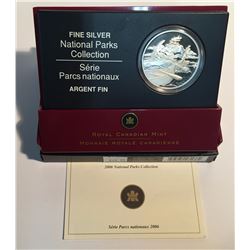 FINE SILVER
National Parks
Collection
Série
Parcs nationaux
ARGENT FIN
ROYAL CANADIAN MINT
MONNAIE ROYALE CANADIENNE
2006 National Parks Collection
Série Parcs nationaux 2006